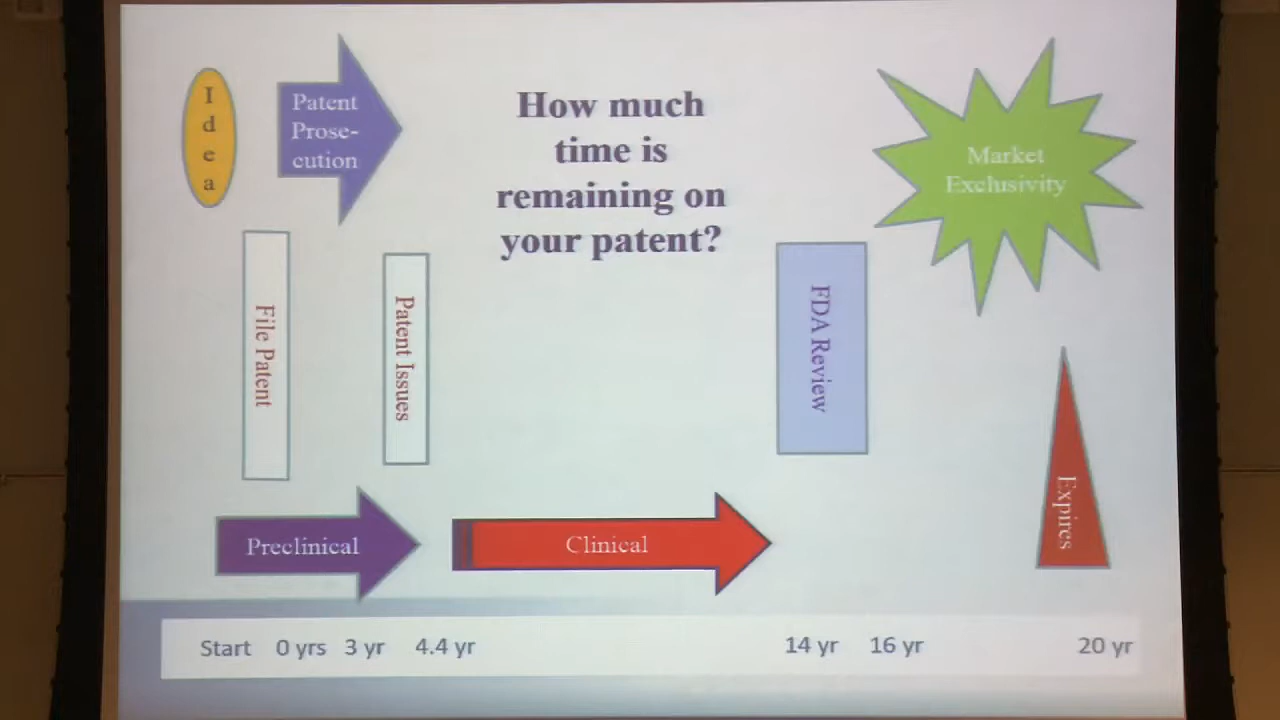 Idea
Patent
Prose-
cution
How much
time is
remaining on
your patent?
Market
Exclusivity
File Patent
Patent Issues
FDA Review
Expires
Preclinical
Clinical
Start 0 yrs 3 yr 4.4 yr 14 yr 16 yr 20 yr